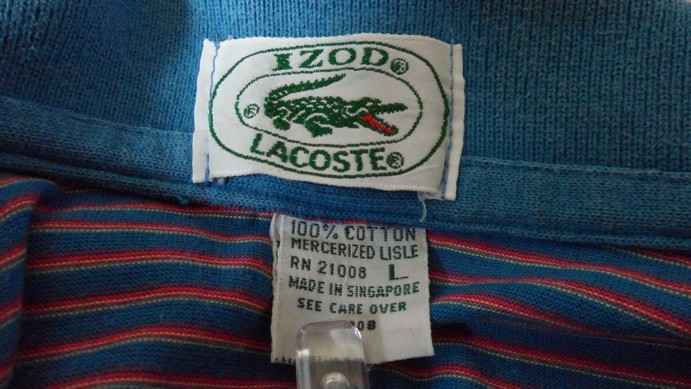 IZOD®
®
LACOSTE®
100% COTTON
MERCERIZED LISLE
RN 21008 L
MADE IN SINGAPORE
SEE CARE OVER